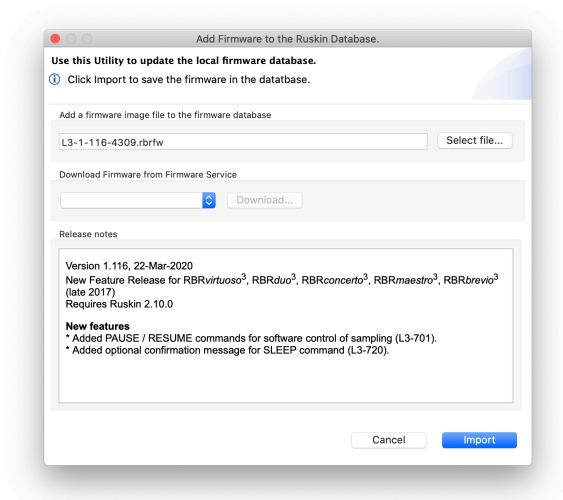 Add Firmware to the Ruskin Database.
Use this Utility to update the local firmware database.
Click Import to save the firmware in the datatbase.
Add a firmware image file to the firmware database
L3-1-116-4309.rbrfw
Select file...
Download Firmware from Firmware Service
Download...
Release notes
Version 1.116, 22-Mar-2020
New Feature Release for RBRvirtuoso³, RBRduo³, RBRconcerto³, RBRmaestro³, RBRbrevio³
(late 2017)
Requires Ruskin 2.10.0
New features
* Added PAUSE / RESUME commands for software control of sampling (L3-701).
* Added optional confirmation message for SLEEP command (L3-720).
Cancel
Import